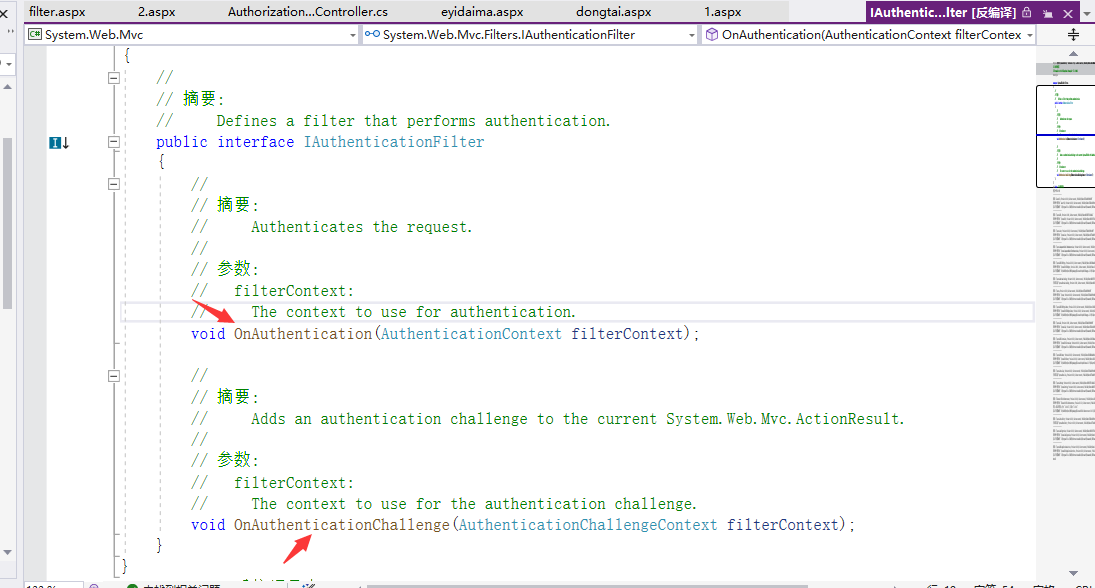 filter.aspx 2.aspx Authorization...Controller.cs eyidaima.aspx dongtai.aspx 1.aspx IAuthentic...lter [反编译]
System.Web.Mvc System.Web.Mvc.Filters.IAuthenticationFilter OnAuthentication(AuthenticationContext filterContex
{
//
// 摘要:
// Defines a filter that performs authentication.
public interface IAuthenticationFilter
{
//
// 摘要:
// Authenticates the request.
//
// 参数:
// filterContext:
// The context to use for authentication.
void OnAuthentication(AuthenticationContext filterContext);
//
// 摘要:
// Adds an authentication challenge to the current System.Web.Mvc.ActionResult.
//
// 参数:
// filterContext:
// The context to use for the authentication challenge.
void OnAuthenticationChallenge(AuthenticationChallengeContext filterContext);
}
}